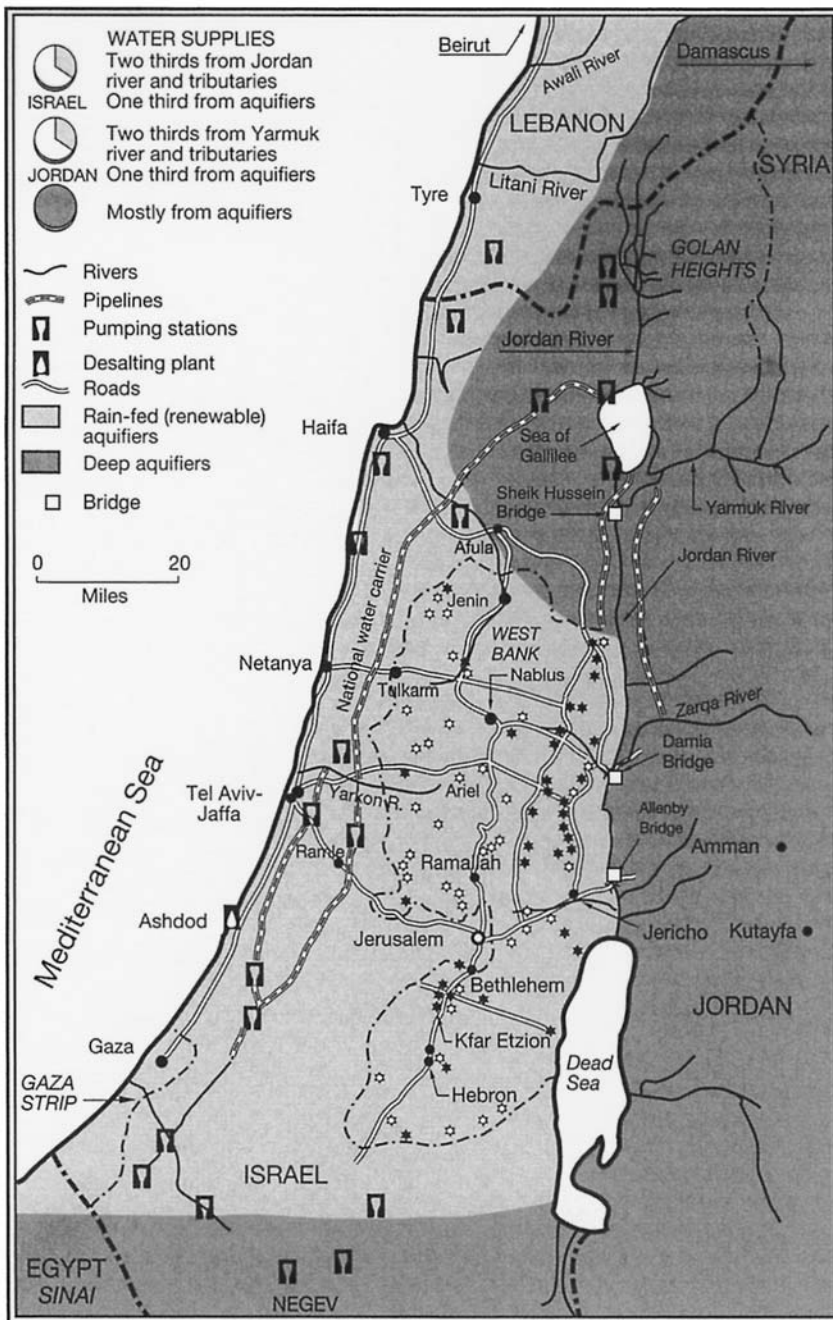 WATER SUPPLIES
Two thirds from Jordan
river and tributaries
ISRAEL One third from aquifiers
Two thirds from Yarmuk
river and tributaries
JORDAN One third from aquifiers
Mostly from aquifiers
Rivers
Pipelines
Pumping stations
Desalting plant
Roads
Rain-fed (renewable)
aquifiers
Deep aquifiers
Bridge
0 20
Miles
Beirut
Damascus
Awali River
LEBANON
SYRIA
Litani River
Tyre
GOLAN
HEIGHTS
Jordan River
Haifa
Sea of
Gallilee
Sheik Hussein
Bridge
Yarmuk River
Afula
Jordan River
National water carrier
Jenin
WEST
BANK
Netanya
Tulkarm
Nablus
Zarqa River
Damia
Bridge
Mediterranean Sea
Tel Aviv-
Jaffa
Yarkon R.
Ariel
Allenby
Bridge
Amman
Ramle
Ramallah
Ashdod
Jerusalem
Jericho
Kutayfa
Bethlehem
JORDAN
Gaza
Kfar Etzion
Dead
Sea
GAZA
STRIP
Hebron
ISRAEL
EGYPT
SINAI
NEGEV